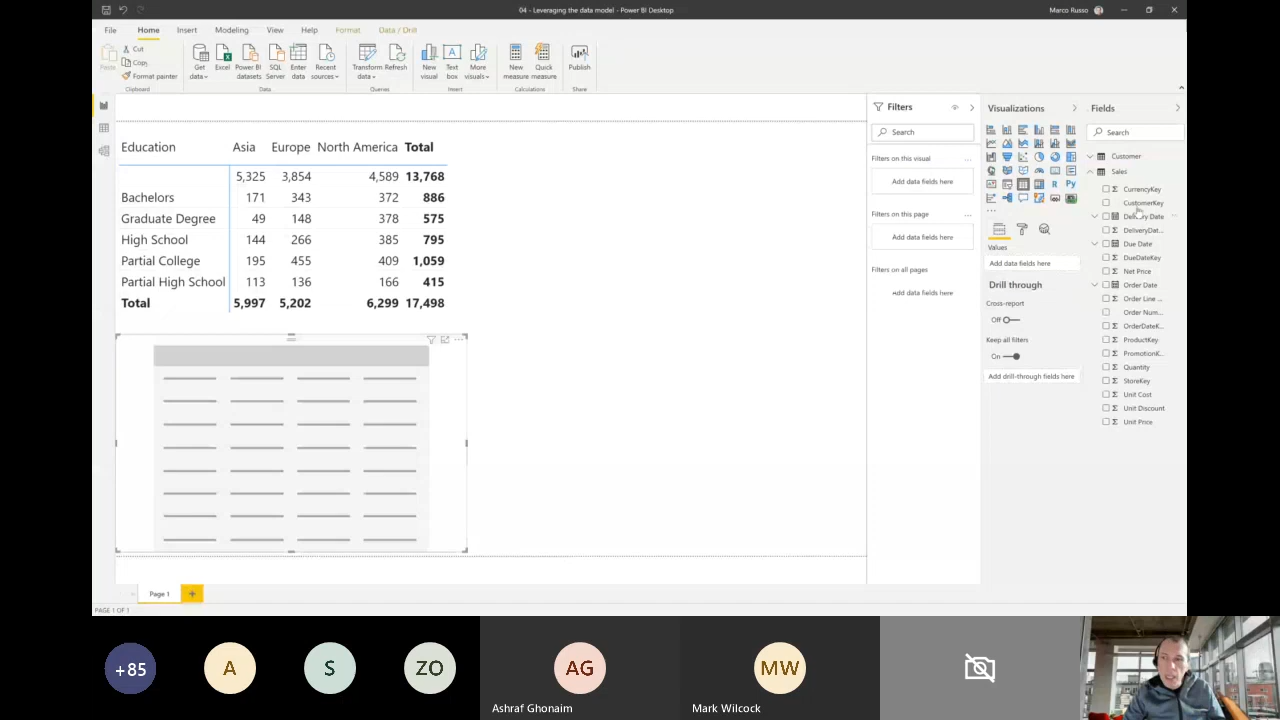 04 - Leveraging the data model - Power BI Desktop
Marco Russo
File Home Insert Modeling View Help Format Data / Drill
Paste
Cut
Copy
Format painter
Clipboard
Get data
Excel
Power BI datasets
SQL Server
Enter data
Recent sources
Data
Transform data
Refresh
Queries
New visual
Text box
More visuals
Insert
New measure
Quick measure
Calculations
Publish
Share
Education Asia Europe North America Total
5,325 3,854 4,589 13,768
Bachelors 171 343 372 886
Graduate Degree 49 148 378 575
High School 144 266 385 795
Partial College 195 455 409 1,059
Partial High School 113 136 166 415
Total 5,997 5,202 6,299 17,498
Filters
Search
Filters on this visual
Add data fields here
Filters on this page
Add data fields here
Filters on all pages
Add data fields here
Visualizations
R Py
Values
Add data fields here
Drill through
Cross-report
Off
Keep all filters
On
Add drill-through fields here
Fields
Search
Customer
Sales
CurrencyKey
CustomerKey
Delivery Date
DeliveryDat...
Due Date
DueDateKey
Net Price
Order Date
Order Line ...
Order Num...
OrderDateK...
ProductKey
PromotionK...
Quantity
StoreKey
Unit Cost
Unit Discount
Unit Price
Page 1
PAGE 1 OF 1
+85
A
S
ZO
AG
Ashraf Ghonaim
MW
Mark Wilcock